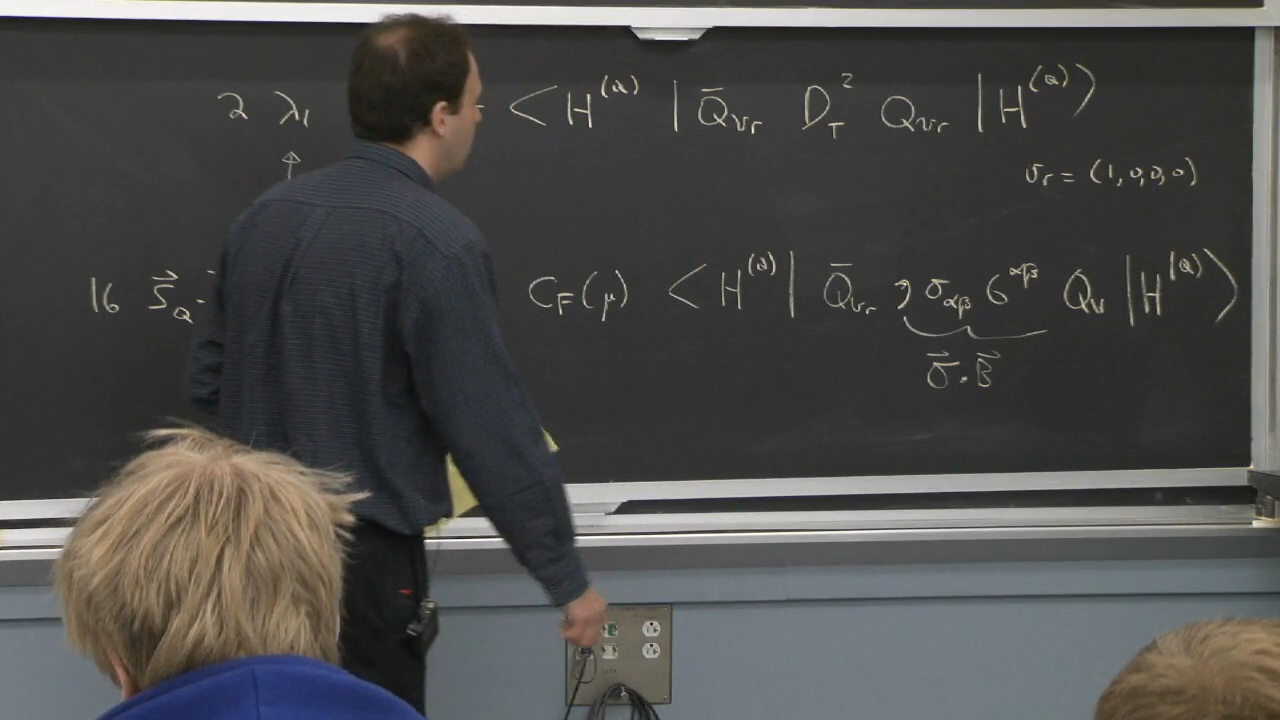 2 λ₁ - < H^(Q) | Q̄_vr D_T² Q_vr | H^(Q) >
↑
v_r = (1,0,0,0)
16 S⃗_Q · C_F(μ) < H^(Q) | Q̄_vr g σ_αβ G^αβ Q_v | H^(Q) >
σ⃗ · B⃗